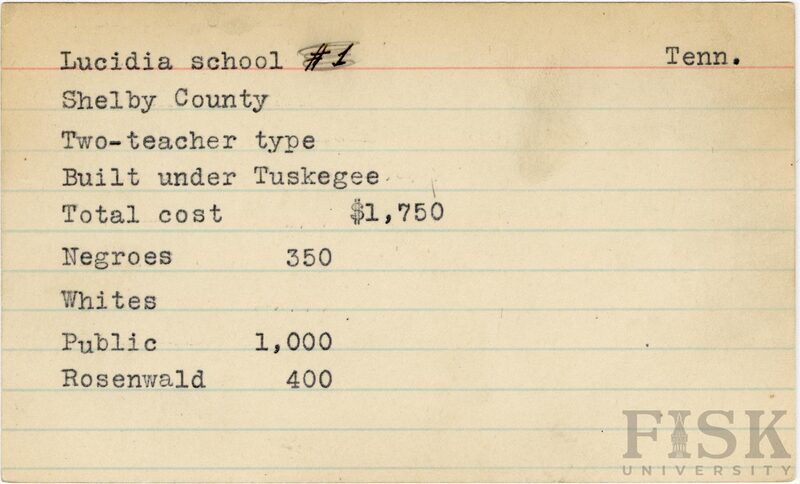 Lucidia school #1 Tenn.
Shelby County
Two-teacher type
Built under Tuskegee
Total cost $1,750
Negroes 350
Whites
Public 1,000
Rosenwald 400
FISK
UNIVERSITY